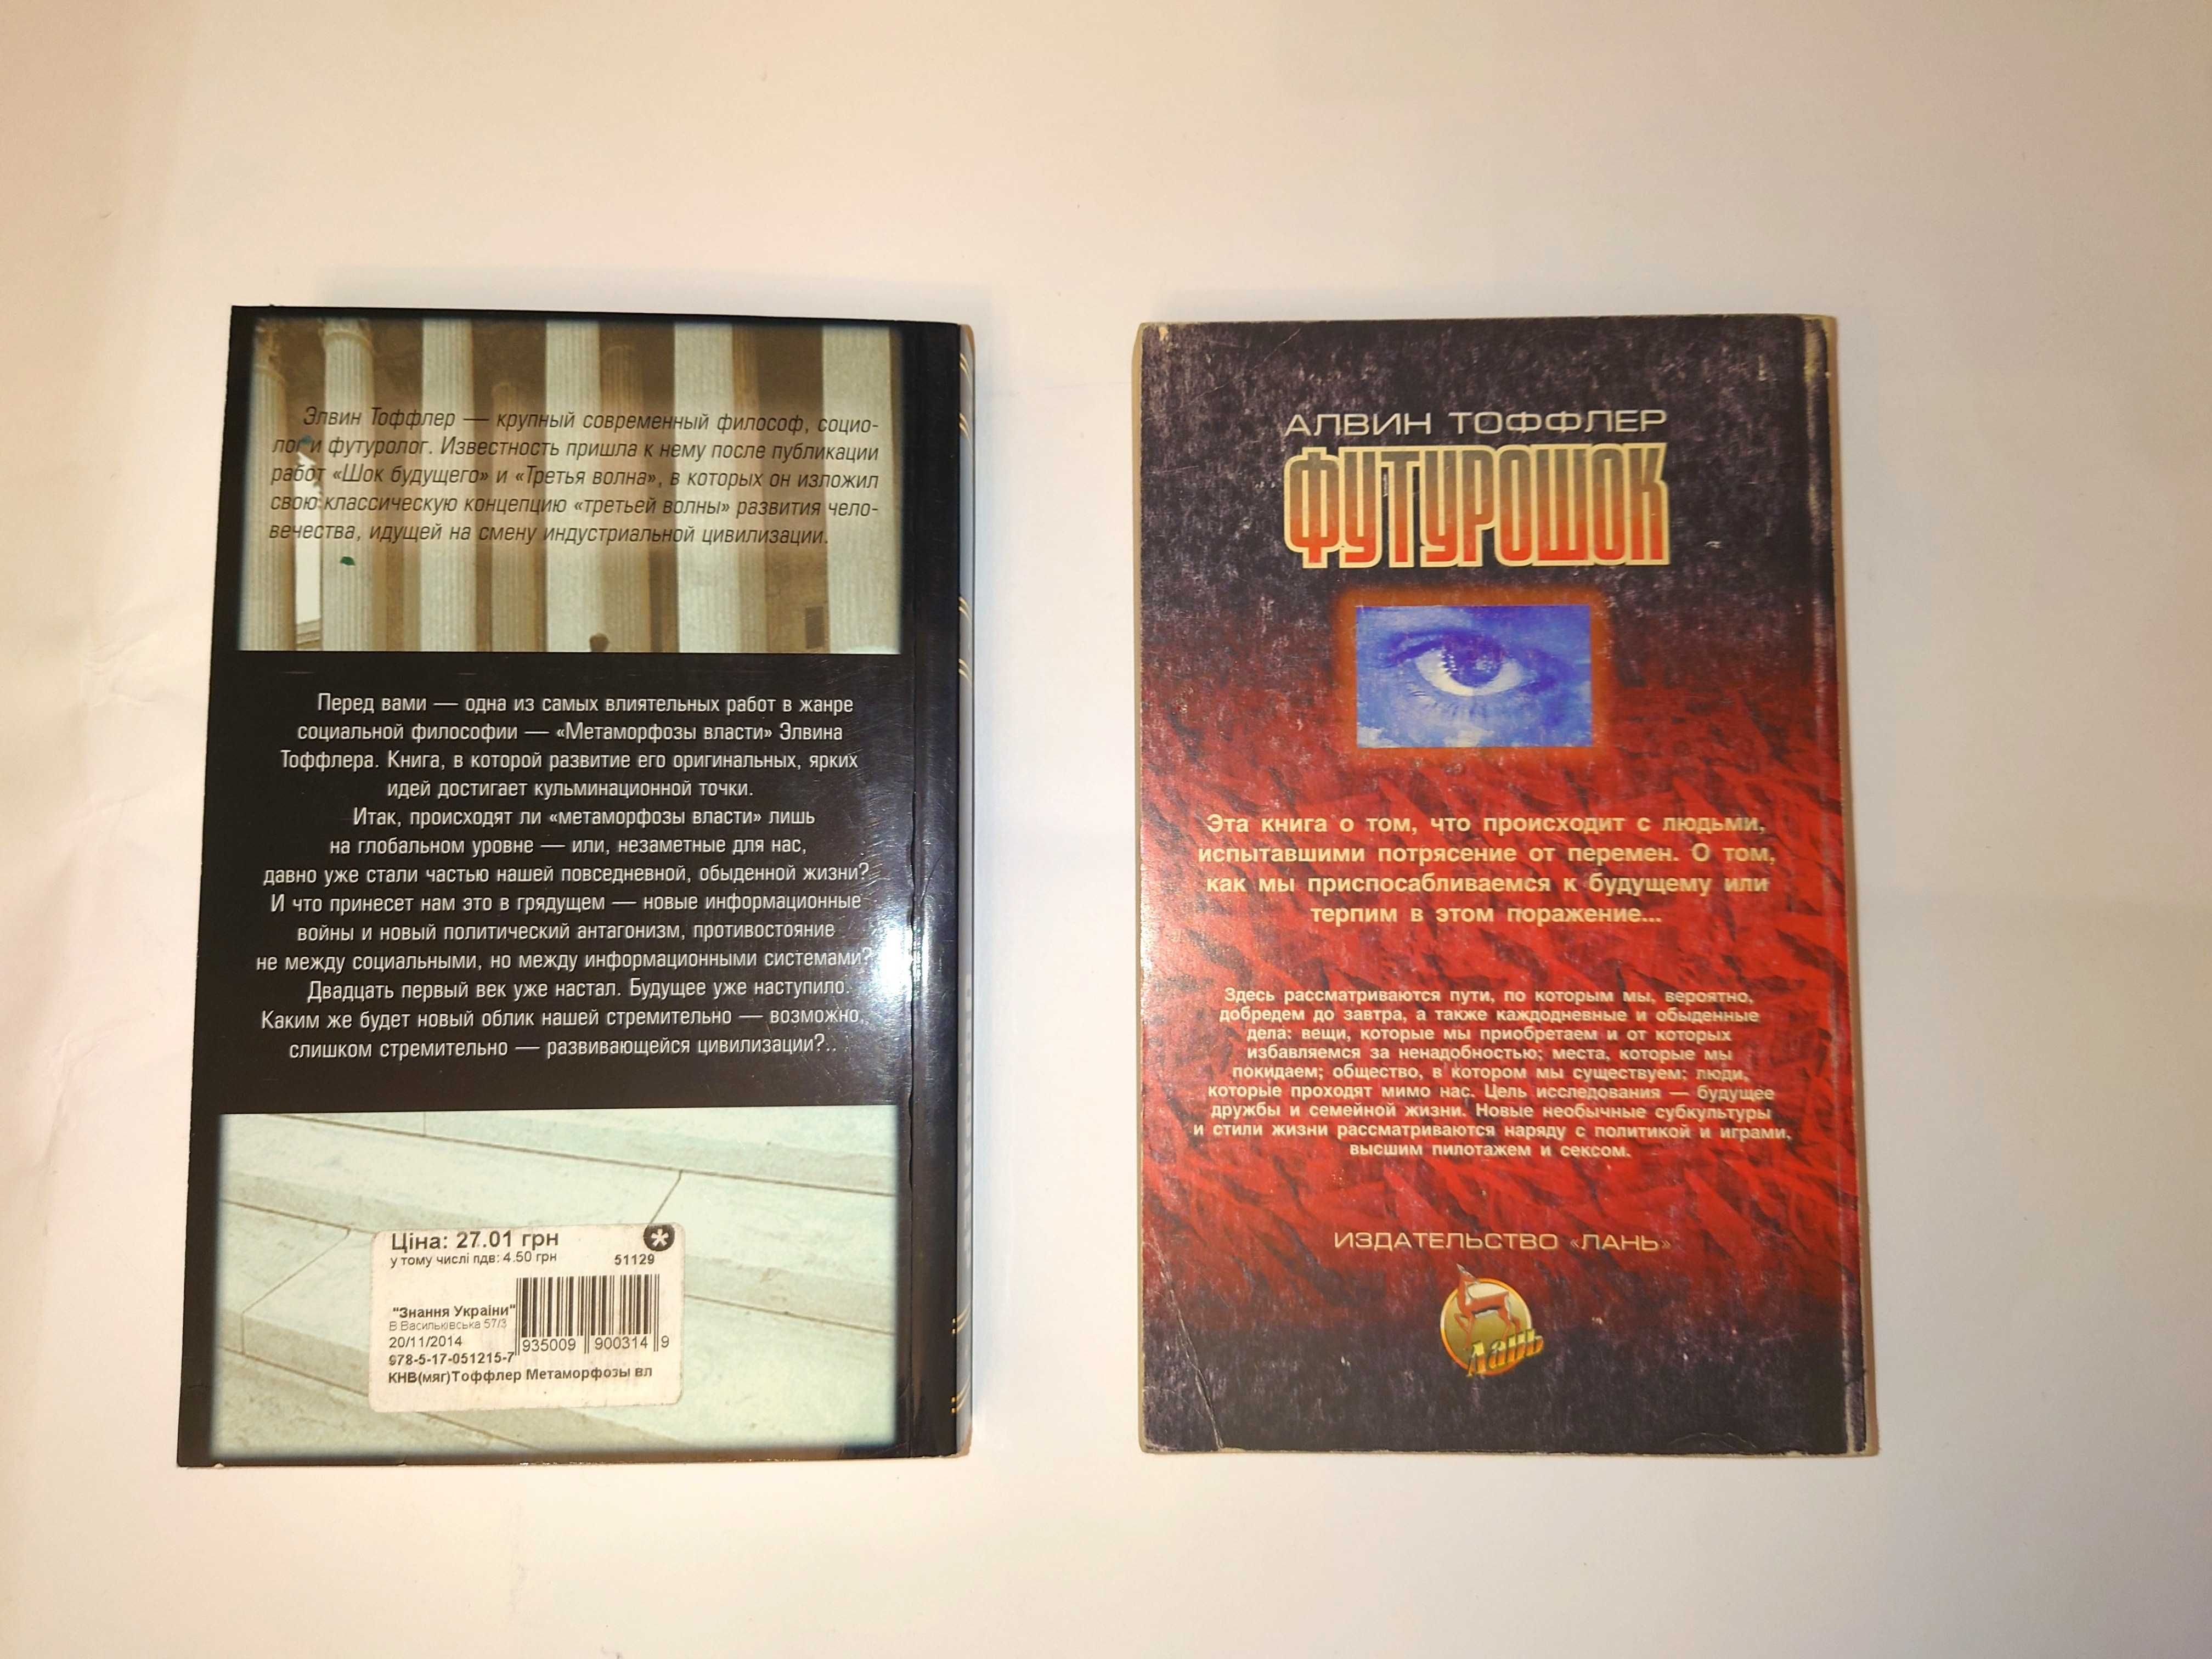 Элвин Тоффлер — крупный современный философ, социо-
лог и футуролог. Известность пришла к нему после публикации
работ «Шок будущего» и «Третья волна», в которых он изложил
свою классическую концепцию «третьей волны» развития чело-
вечества, идущей на смену индустриальной цивилизации.
Перед вами — одна из самых влиятельных работ в жанре
социальной философии — «Метаморфозы власти» Элвина
Тоффлера. Книга, в которой развитие его оригинальных, ярких
идей достигает кульминационной точки.
Итак, происходят ли «метаморфозы власти» лишь
на глобальном уровне — или, незаметные для нас,
давно уже стали частью нашей повседневной, обыденной жизни?
И что принесет нам это в грядущем — новые информационные
войны и новый политический антагонизм, противостояние
не между социальными, но между информационными системами?
Двадцать первый век уже настал. Будущее уже наступило.
Каким же будет новый облик нашей стремительно — возможно,
слишком стремительно — развивающейся цивилизации?..
Ціна: 27.01 грн
у тому числі пдв: 4.50 грн
51129
"Знання України"
В.Васильківська 57/3
20/11/2014
935009 900314 9
978-5-17-051215-7
КНВ(мяг)Тоффлер Метаморфозы вл
АЛВИН ТОФФЛЕР
ФУТУРОШОК
Эта книга о том, что происходит с людьми,
испытавшими потрясение от перемен. О том,
как мы приспосабливаемся к будущему или
терпим в этом поражение...
Здесь рассматриваются пути, по которым мы, вероятно,
добредем до завтра, а также каждодневные и обыденные
дела: вещи, которые мы приобретаем и от которых
избавляемся за ненадобностью; места, которые мы
покидаем; общество, в котором мы существуем; люди,
которые проходят мимо нас. Цель исследования — будущее
дружбы и семейной жизни. Новые необычные субкультуры
и стили жизни рассматриваются наряду с политикой и играми,
высшим пилотажем и сексом.
ИЗДАТЕЛЬСТВО «ЛАНЬ»
Лань